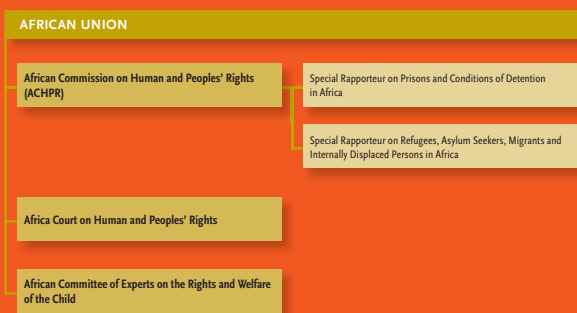 AFRICAN UNION
African Commission on Human and Peoples' Rights
(ACHPR)
Special Rapporteur on Prisons and Conditions of Detention
in Africa
Special Rapporteur on Refugees, Asylum Seekers, Migrants and
Internally Displaced Persons in Africa
Africa Court on Human and Peoples' Rights
African Committee of Experts on the Rights and Welfare
of the Child